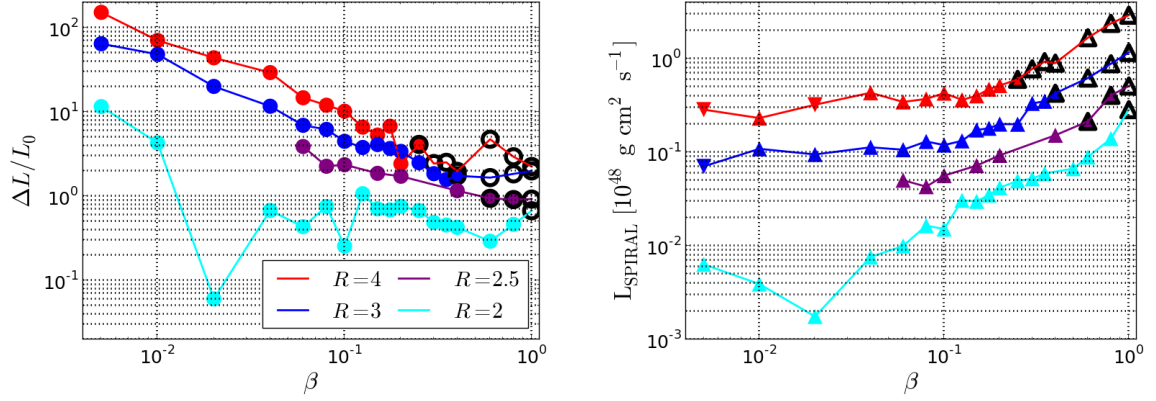 10²
10¹
10⁰
10⁻¹
ΔL/L₀
10⁻²
10⁻¹
10⁰
β
R=4
R=3
R=2.5
R=2
10⁰
10⁻¹
10⁻²
10⁻³
L_SPIRAL [10⁴⁸ g cm² s⁻¹]
10⁻²
10⁻¹
10⁰
β